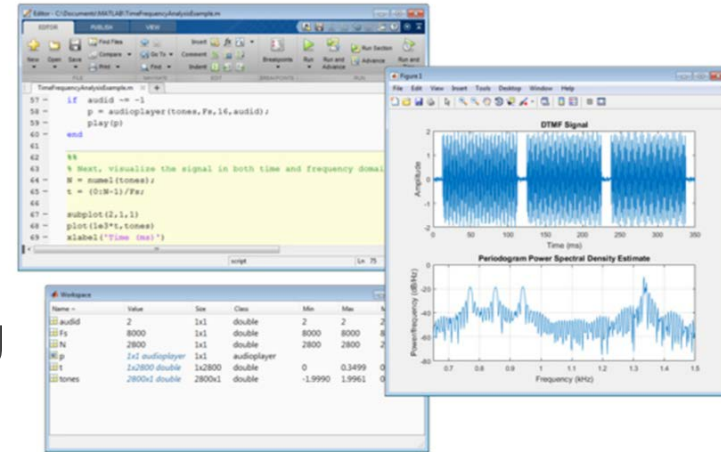 Editor - C:\Documents\MATLAB\TimeFrequencyAnalysisExample.m
EDITOR PUBLISH VIEW
New Open Save Find Files Compare Print Go To Find Insert Comment Indent Breakpoints Run Run and Advance Run Section Advance Run and
FILE NAVIGATE EDIT BREAKPOINTS RUN
TimeFrequencyAnalysisExample.m
57 - if audid ~= -1
58 - p = audioplayer(tones,Fs,16,audid);
59 - play(p)
60 - end
61
62 %%
63 % Next, visualize the signal in both time and frequency domai
64 - N = numel(tones);
65 - t = (0:N-1)/Fs;
66
67 - subplot(2,1,1)
68 - plot(1e3*t,tones)
69 - xlabel('Time (ms)')
script Ln 75
Figure 1
File Edit View Insert Tools Desktop Window Help
DTMF Signal
Amplitude
2
1
0
-1
-2
0 50 100 150 200 250 300 350
Time (ms)
Periodogram Power Spectral Density Estimate
Power/frequency (dB/Hz)
0
-20
-40
-60
-80
0.7 0.8 0.9 1 1.1 1.2 1.3 1.4 1.5
Frequency (kHz)
Workspace
Name Value Size Class Min Max
audid 2 1x1 double 2 2 2
Fs 8000 1x1 double 8000 8000 8
N 2800 1x1 double 2800 2800 2
p 1x1 audioplayer 1x1 audioplayer
t 1x2800 double 1x2800 double 0 0.3499 0
tones 2800x1 double 2800x1 double -1.9990 1.9961 0